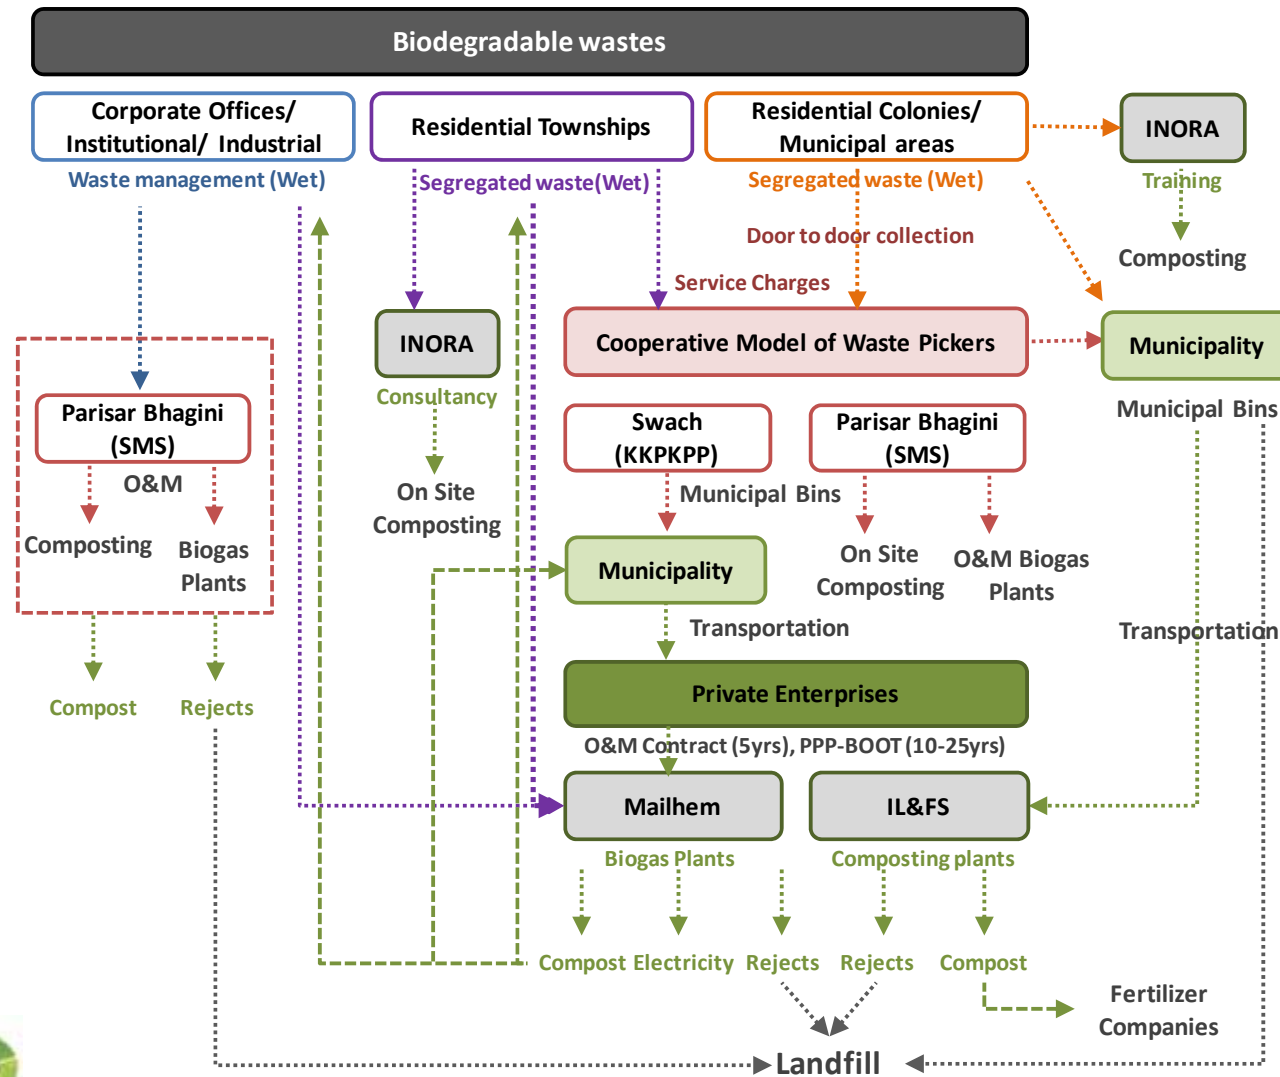 Biodegradable wastes
Corporate Offices/
Institutional/ Industrial
Residential Townships
Residential Colonies/
Municipal areas
INORA
Waste management (Wet)
Segregated waste(Wet)
Segregated waste (Wet)
Training
Door to door collection
Composting
Service Charges
INORA
Cooperative Model of Waste Pickers
Municipality
Consultancy
Municipal Bins
Parisar Bhagini
(SMS)
Swach
(KKPKPP)
Parisar Bhagini
(SMS)
O&M
On Site
Composting
Municipal Bins
Composting
Biogas
Plants
Municipality
On Site
Composting
O&M Biogas
Plants
Transportation
Transportation
Private Enterprises
Compost
Rejects
O&M Contract (5yrs), PPP-BOOT (10-25yrs)
Mailhem
IL&FS
Biogas Plants
Composting plants
Compost
Electricity
Rejects
Rejects
Compost
Fertilizer
Companies
Landfill